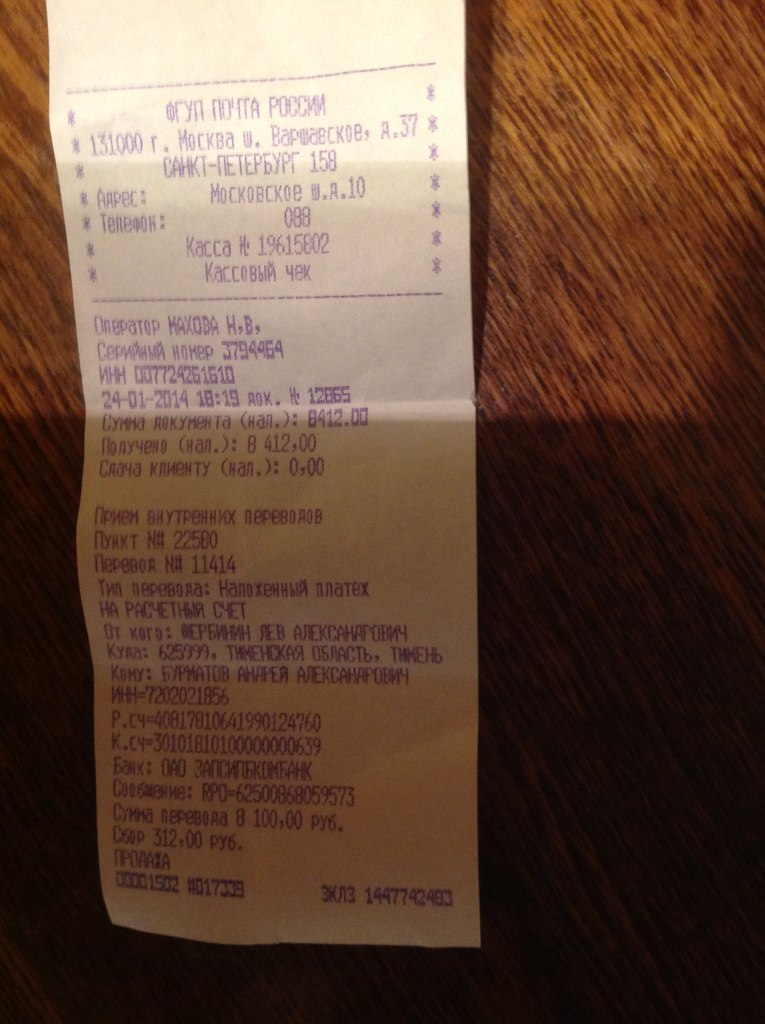 ФГУП ПОЧТА РОССИИ
* 131000 г. Москва ш. Варшавское, д.37 *
* САНКТ-ПЕТЕРБУРГ 158 *
* Адрес: Московское ш.д.10 *
* Телефон: 088 *
* Касса № 19615802 *
* Кассовый чек *
Оператор МАХОВА Н,В,
Серийный номер 3794464
ИНН 007724261610
24-01-2014 18:19 док. № 12865
Сумма документа (нал.): 8412.00
Получено (нал.): 8 412,00
Сдача клиенту (нал.): 0,00
Прием внутренних переводов
Пункт N# 22580
Перевод N# 11414
Тип перевода: Наложенный платеж
НА РАСЧЕТНЫЙ СЧЕТ
От кого: ЩЕРБИНИН ЛЕВ АЛЕКСАНДРОВИЧ
Куда: 625999, ТЮМЕНСКАЯ ОБЛАСТЬ, ТЮМЕНЬ
Кому: БУРМАТОВ АНДРЕЙ АЛЕКСАНДРОВИЧ
ИНН=7202021856
Р.сч=40817810641990124760
К.сч=30101810100000000639
Банк: ОАО ЗАПСИБКОМБАНК
Сообщение: RPO=62500868059573
Сумма перевода 8 100,00 руб.
Сбор 312,00 руб.
ПРОДАЖА
00001502 #017339 ЭКЛЗ 1447742493